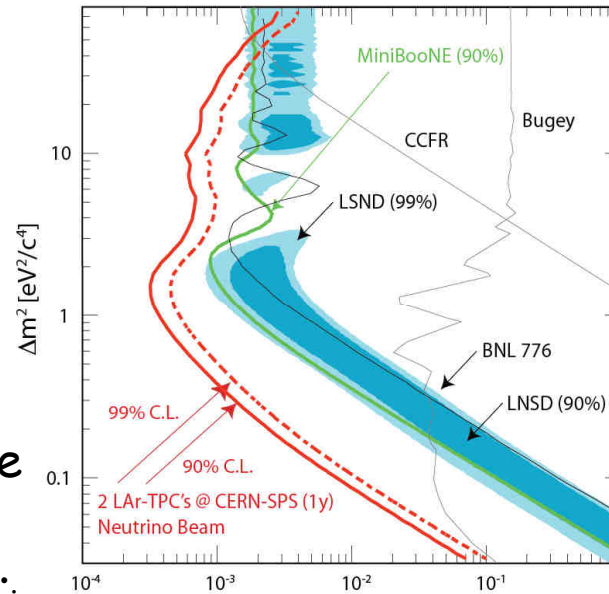 MiniBooNE (90%)
Bugey
CCFR
10
LSND (99%)
Δm² [eV²/c⁴]
1
BNL 776
LNSD (90%)
99% C.L.
e
90% C.L.
0.1
2 LAr-TPC's @ CERN-SPS (1y)
Neutrino Beam
.
10⁻⁴ 10⁻³ 10⁻² 10⁻¹